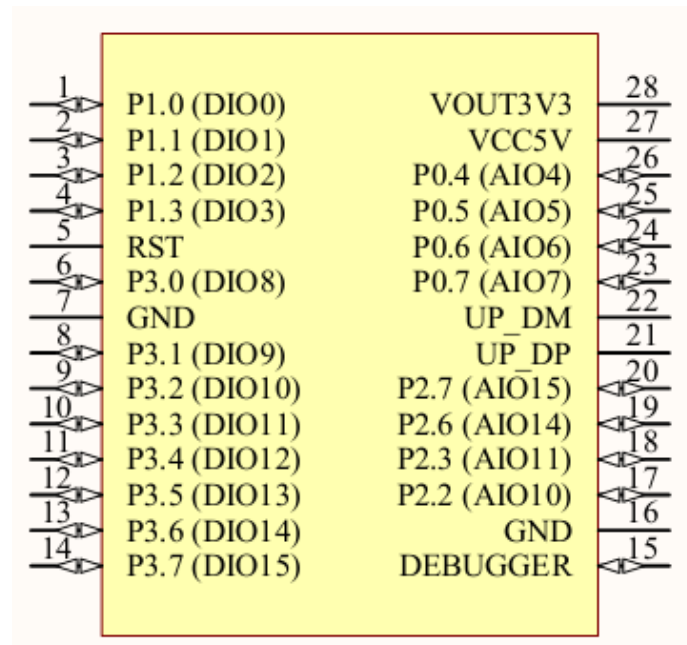 1 P1.0 (DIO0) VOUT3V3 28
2 P1.1 (DIO1) VCC5V 27
3 P1.2 (DIO2) P0.4 (AIO4) 26
4 P1.3 (DIO3) P0.5 (AIO5) 25
5 RST P0.6 (AIO6) 24
6 P3.0 (DIO8) P0.7 (AIO7) 23
7 GND UP_DM 22
8 P3.1 (DIO9) UP_DP 21
9 P3.2 (DIO10) P2.7 (AIO15) 20
10 P3.3 (DIO11) P2.6 (AIO14) 19
11 P3.4 (DIO12) P2.3 (AIO11) 18
12 P3.5 (DIO13) P2.2 (AIO10) 17
13 P3.6 (DIO14) GND 16
14 P3.7 (DIO15) DEBUGGER 15